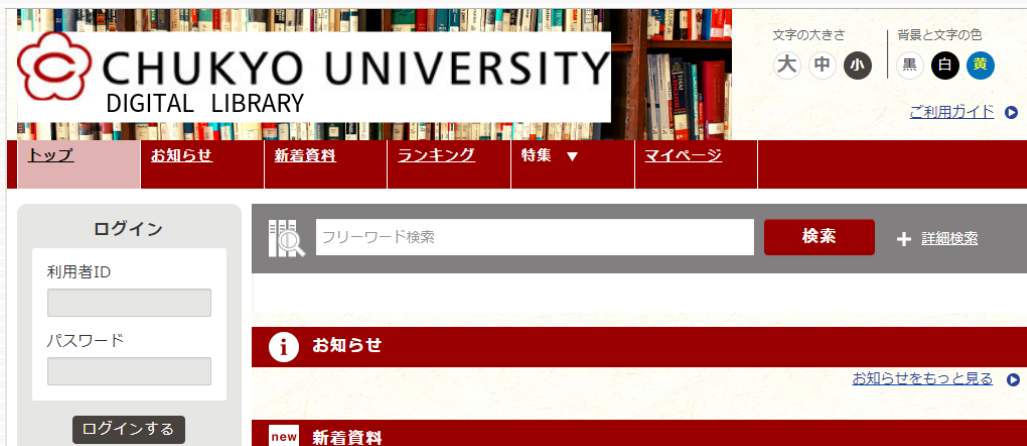 CHUKYO UNIVERSITY
DIGITAL LIBRARY
文字の大きさ
背景と文字の色
大 中 小
黒 白 黄
ご利用ガイド
トップ
お知らせ
新着資料
ランキング
特集 ▼
マイページ
ログイン
利用者ID
パスワード
ログインする
フリーワード検索
検索
+ 詳細検索
i お知らせ
お知らせをもっと見る
new 新着資料